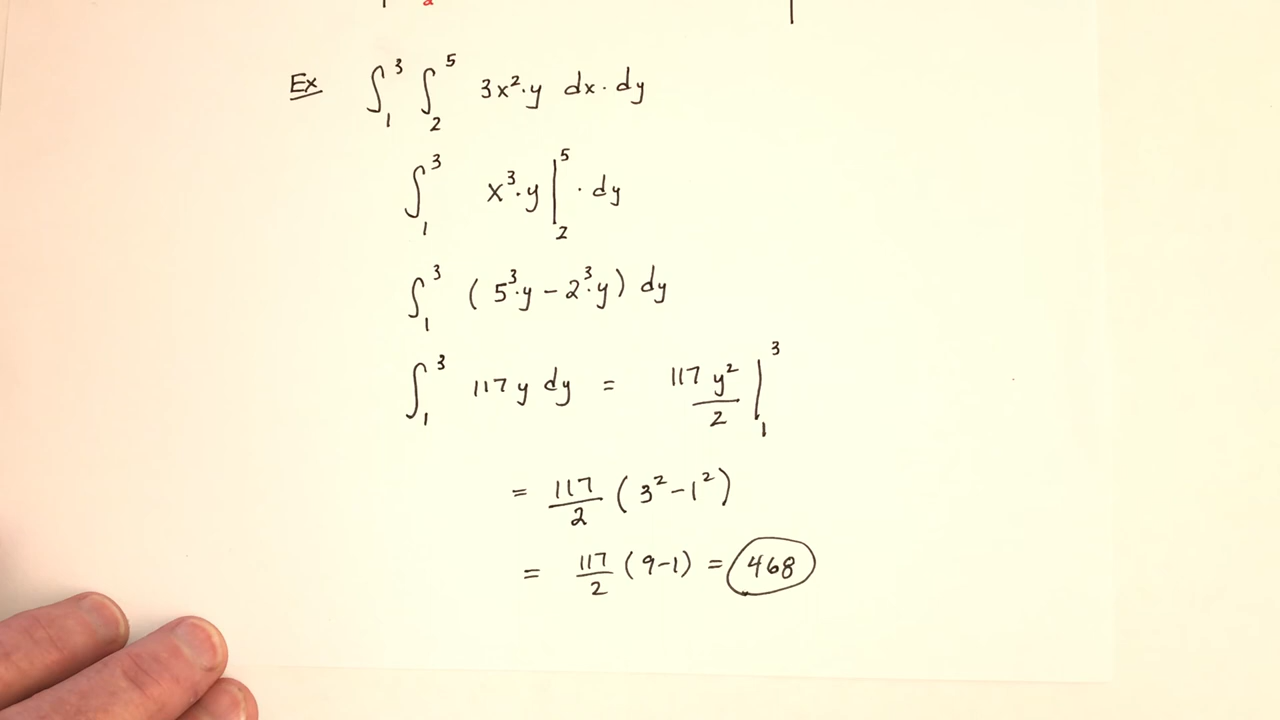 Ex ∫₁³ ∫₂⁵ 3x²·y dx·dy
∫₁³ x³·y |₂⁵ · dy
∫₁³ (5³·y − 2³·y) dy
∫₁³ 117 y dy = 117 y²/2 |₁³
= 117/2 (3² − 1²)
= 117/2 (9−1) = 468